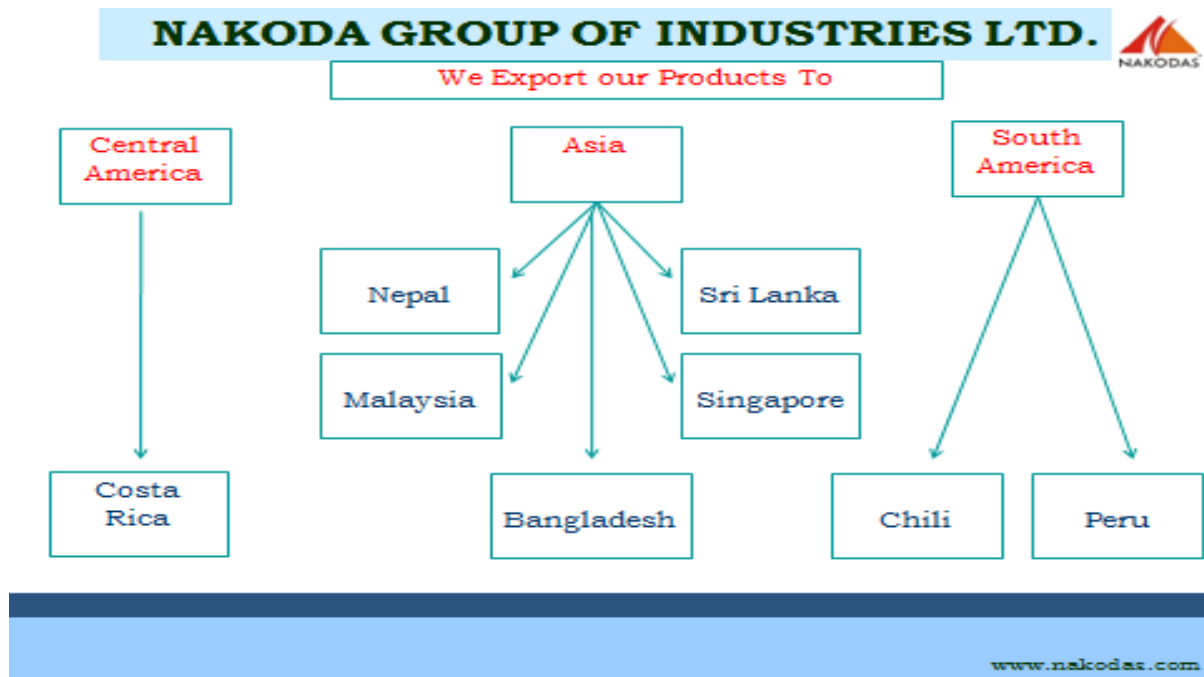 NAKODA GROUP OF INDUSTRIES LTD.
NAKODAS
We Export our Products To
Central
America
Asia
South
America
Nepal
Sri Lanka
Malaysia
Singapore
Costa
Rica
Bangladesh
Chili
Peru
www.nakodas.com